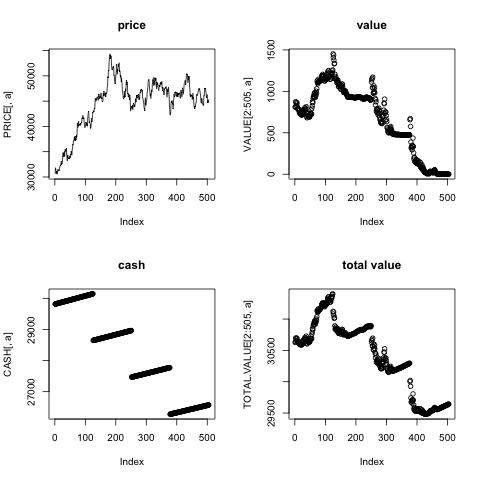 price
value
PRICE[, a]
30000 40000 50000
VALUE[2:505, a]
0 500 1000 1500
0 100 200 300 400 500
0 100 200 300 400 500
Index
Index
cash
total value
CASH[, a]
27000 29000
TOTAL.VALUE[2:505, a]
29500 30500
0 100 200 300 400 500
0 100 200 300 400 500
Index
Index